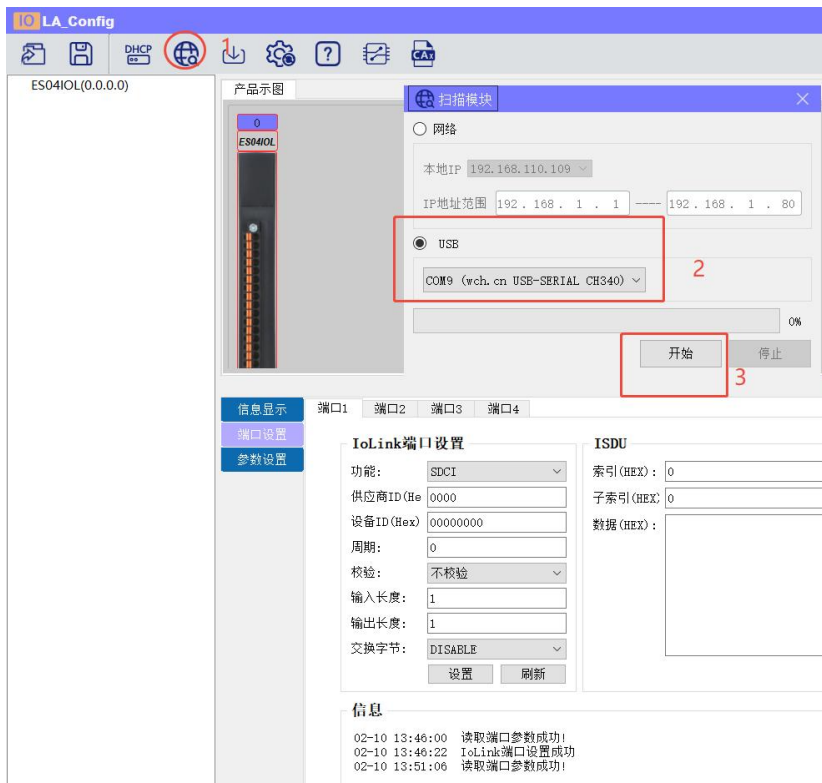 IO LA_Config
DHCP
1
CAx
ES04IOL(0.0.0.0)
产品示图
0
ES04IOL
扫描模块
网络
本地IP 192.168.110.109
IP地址范围 192 . 168 . 1 . 1 ---- 192 . 168 . 1 . 80
USB
COM9 (wch.cn USB-SERIAL CH340)
2
0%
开始 停止
3
信息显示
端口设置
参数设置
端口1 端口2 端口3 端口4
IoLink端口设置
功能: SDCI
供应商ID(He 0000
设备ID(Hex) 00000000
周期: 0
校验: 不校验
输入长度: 1
输出长度: 1
交换字节: DISABLE
设置 刷新
ISDU
索引(HEX): 0
子索引(HEX: 0
数据(HEX):
信息
02-10 13:46:00 读取端口参数成功!
02-10 13:46:22 IoLink端口设置成功
02-10 13:51:06 读取端口参数成功!